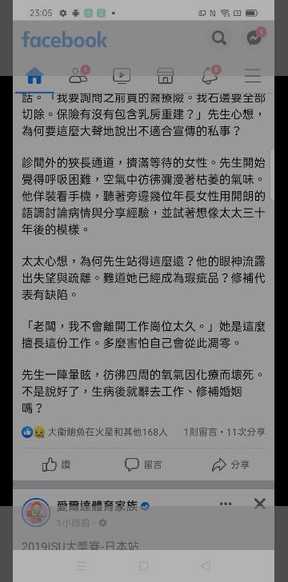 23:05
facebook
話。「我要詢問之前買的醫療險。我右邊要全部
切除。保險有沒有包含乳房重建？」先生心想，
為何要這麼大聲地說出不適合宣傳的私事？
診間外的狹長通道，擠滿等待的女性。先生開始
覺得呼吸困難，空氣中彷彿彌漫著枯萎的氣味。
他佯裝看手機，聽著旁邊幾位年長女性用開朗的
語調討論病情與分享經驗，並試著想像太太三十
年後的模樣。
太太心想，為何先生站得這麼遠？他的眼神流露
出失望與疏離。難道她已經成為瑕疵品？修補代
表有缺陷。
「老闆，我不會離開工作崗位太久。」她是這麼
擅長這份工作。多麼害怕自己會從此凋零。
先生一陣暈眩，彷彿四周的氧氣因化療而壞死。
不是說好了，生病後就辭去工作、修補婚姻
嗎？
大衛鮑魚在火星和其他168人
1則留言・11次分享
讚
留言
分享
愛爾達體育家族
1小時前
2019ISU大獎賽-日本站